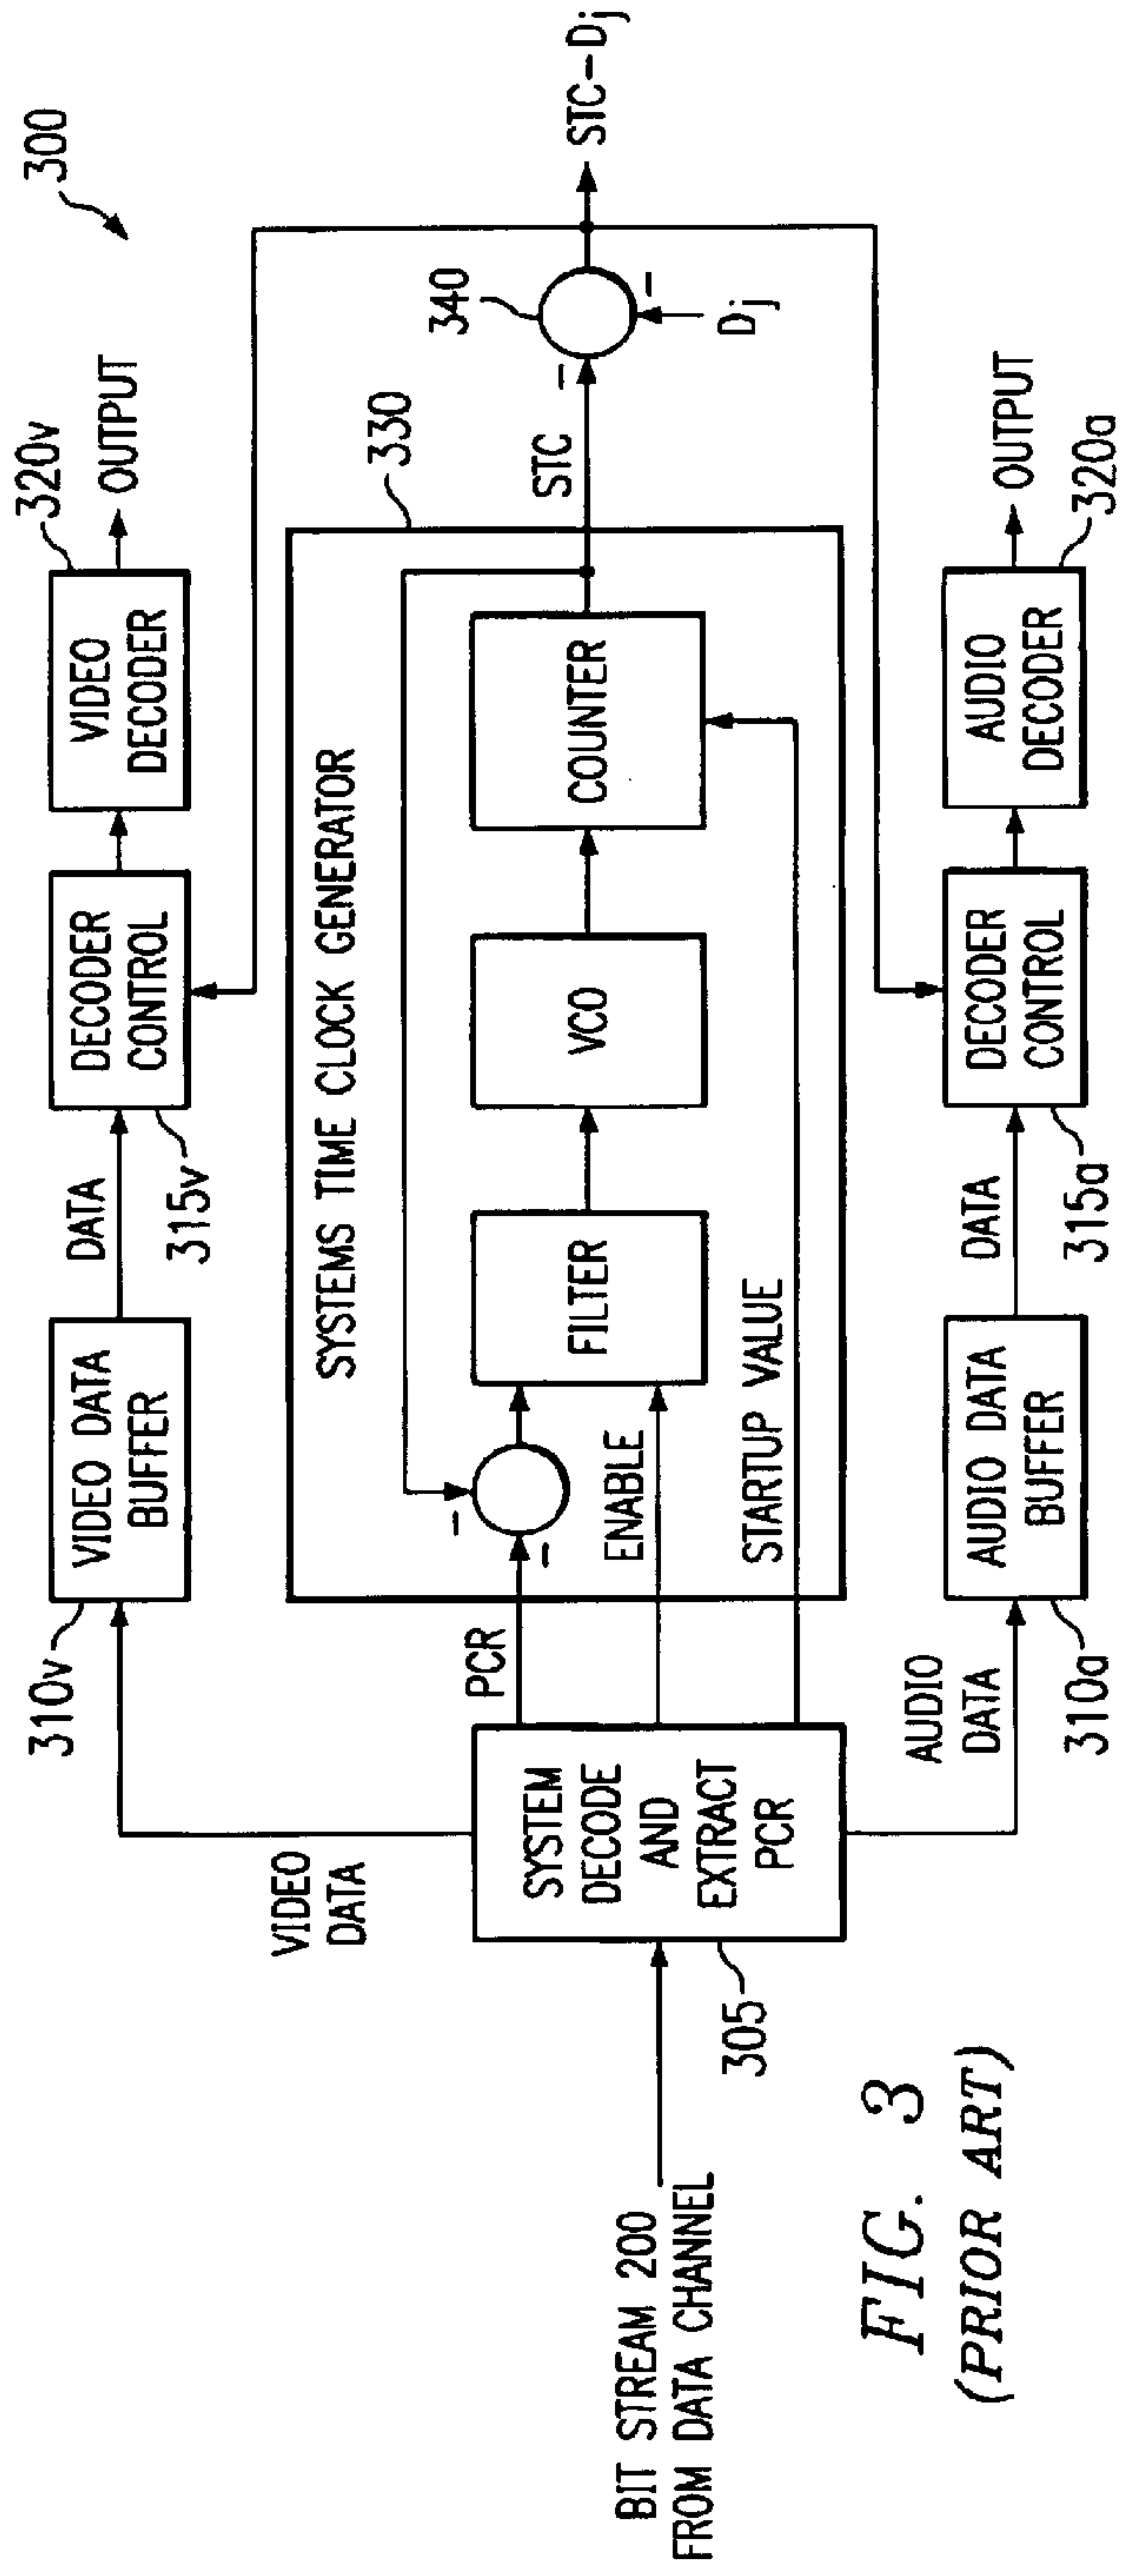 300
320v
VIDEO
DECODER
OUTPUT
DECODER
CONTROL
315v
DATA
VIDEO DATA
BUFFER
310v
VIDEO
DATA
SYSTEMS TIME CLOCK GENERATOR
330
340
STC
STC-Dj
Dj
-
-
COUNTER
VCO
FILTER
-
-
PCR
ENABLE
STARTUP VALUE
SYSTEM
DECODE
AND
EXTRACT
PCR
305
BIT STREAM 200
FROM DATA CHANNEL
AUDIO
DATA
AUDIO DATA
BUFFER
310a
DATA
DECODER
CONTROL
315a
AUDIO
DECODER
320a
OUTPUT
FIG. 3
(PRIOR ART)